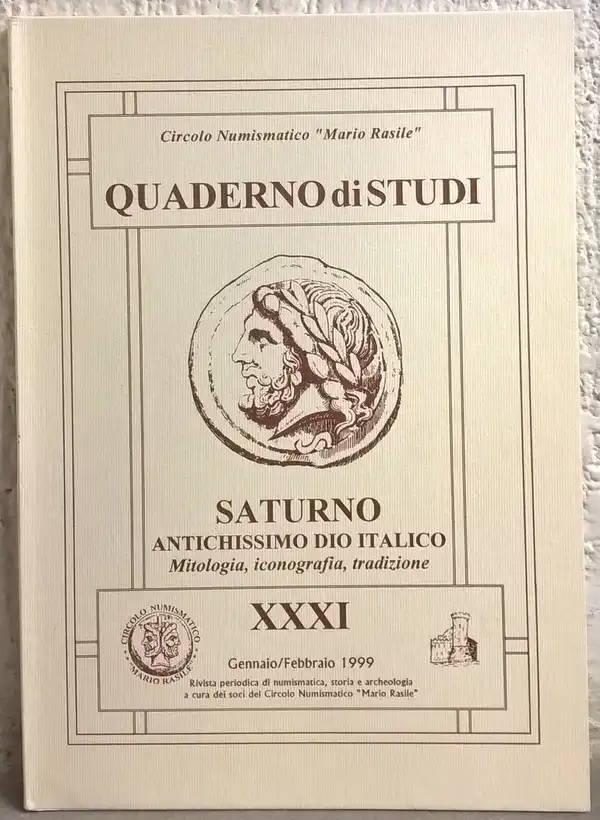 Circolo Numismatico "Mario Rasile"
QUADERNO di STUDI
SATURNO
ANTICHISSIMO DIO ITALICO
Mitologia, iconografia, tradizione
XXXI
CIRCOLO NUMISMATICO
"MARIO RASILE"
Gennaio/Febbraio 1999
Rivista periodica di numismatica, storia e archeologia
a cura dei soci del Circolo Numismatico "Mario Rasile"